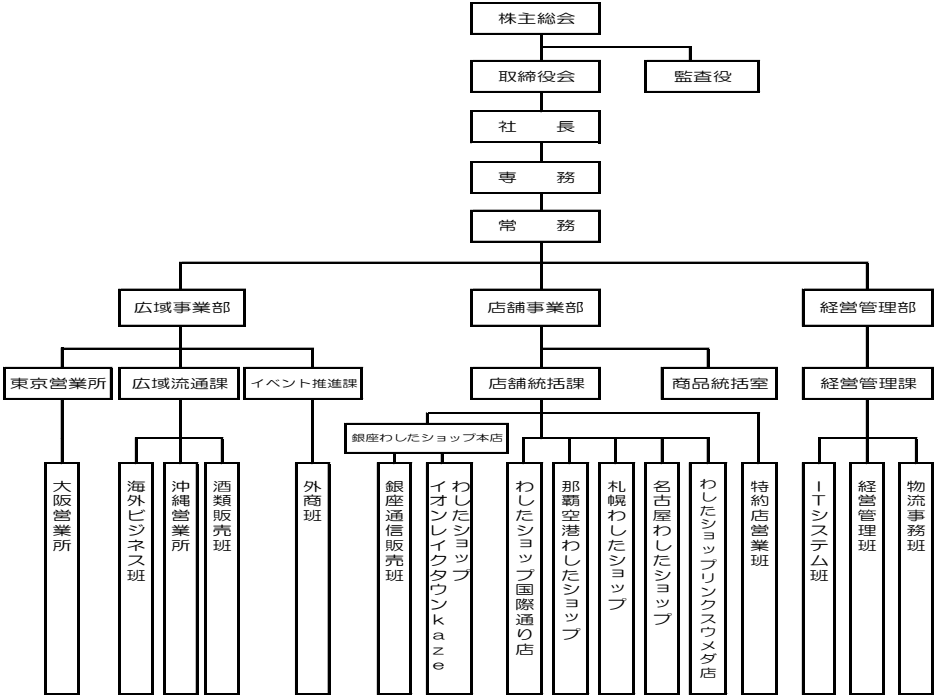 株主総会
取締役会
監査役
社 長
専 務
常 務
広域事業部
店舗事業部
経営管理部
東京営業所
広域流通課
イベント推進課
店舗統括課
商品統括室
経営管理課
銀座わしたショップ本店
大阪営業所
海外ビジネス班
沖縄営業所
酒類販売班
外商班
銀座通信販売班
わしたショップ
イオンレイクタウンkaze
わしたショップ国際通り店
那覇空港わしたショップ
札幌わしたショップ
名古屋わしたショップ
わしたショップリンクスウメダ店
特約店営業班
ITシステム班
経営管理班
物流事務班